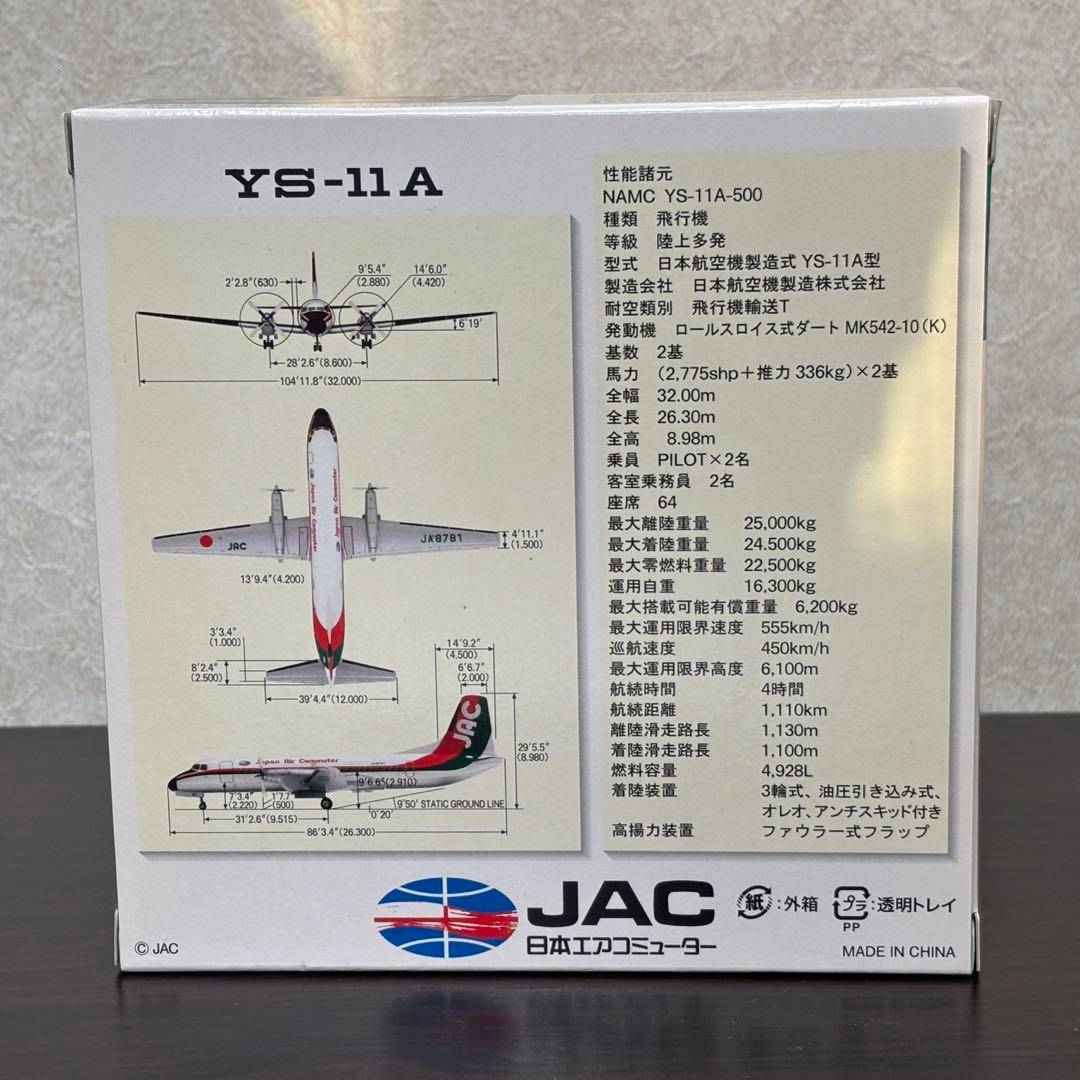 YS-11A
2'2.8"(630)
9'5.4"
(2.880)
14'6.0"
(4.420)
6°19'
28'2.6"(8.600)
104'11.8"(32.000)
Japan Air Commuter
Japan Air Commuter
JAC
JA8781
4'11.1"
(1.500)
13'9.4"(4.200)
3'3.4"
(1.000)
8'2.4"
(2.500)
39'4.4"(12.000)
14'9.2"
(4.500)
6'6.7"
(2.000)
JAC
Japan Air Commuter
29'5.5"
(8.980)
7'3.4"
(2.220)
1'7.7"
(500)
9'6.6"(2.910)
9°50' STATIC GROUND LINE
0°20'
31'2.6"(9.515)
86'3.4"(26.300)
性能諸元
NAMC YS-11A-500
種類 飛行機
等級 陸上多発
型式 日本航空機製造式 YS-11A型
製造会社 日本航空機製造株式会社
耐空類別 飛行機輸送T
発動機 ロールスロイス式ダート MK542-10(K)
基数 2基
馬力 (2,775shp+推力 336kg)×2基
全幅 32.00m
全長 26.30m
全高 8.98m
乗員 PILOT×2名
客室乗務員 2名
座席 64
最大離陸重量 25,000kg
最大着陸重量 24.500kg
最大零燃料重量 22,500kg
運用自重 16,300kg
最大搭載可能有償重量 6,200kg
最大運用限界速度 555km/h
巡航速度 450km/h
最大運用限界高度 6,100m
航続時間 4時間
航続距離 1,110km
離陸滑走路長 1,130m
着陸滑走路長 1,100m
燃料容量 4,928L
着陸装置 3輪式、油圧引き込み式、
オレオ、アンチスキッド付き
高揚力装置 ファウラー式フラップ
© JAC
JAC
日本エアコミューター
紙:外箱
プラ:透明トレイ
PP
MADE IN CHINA